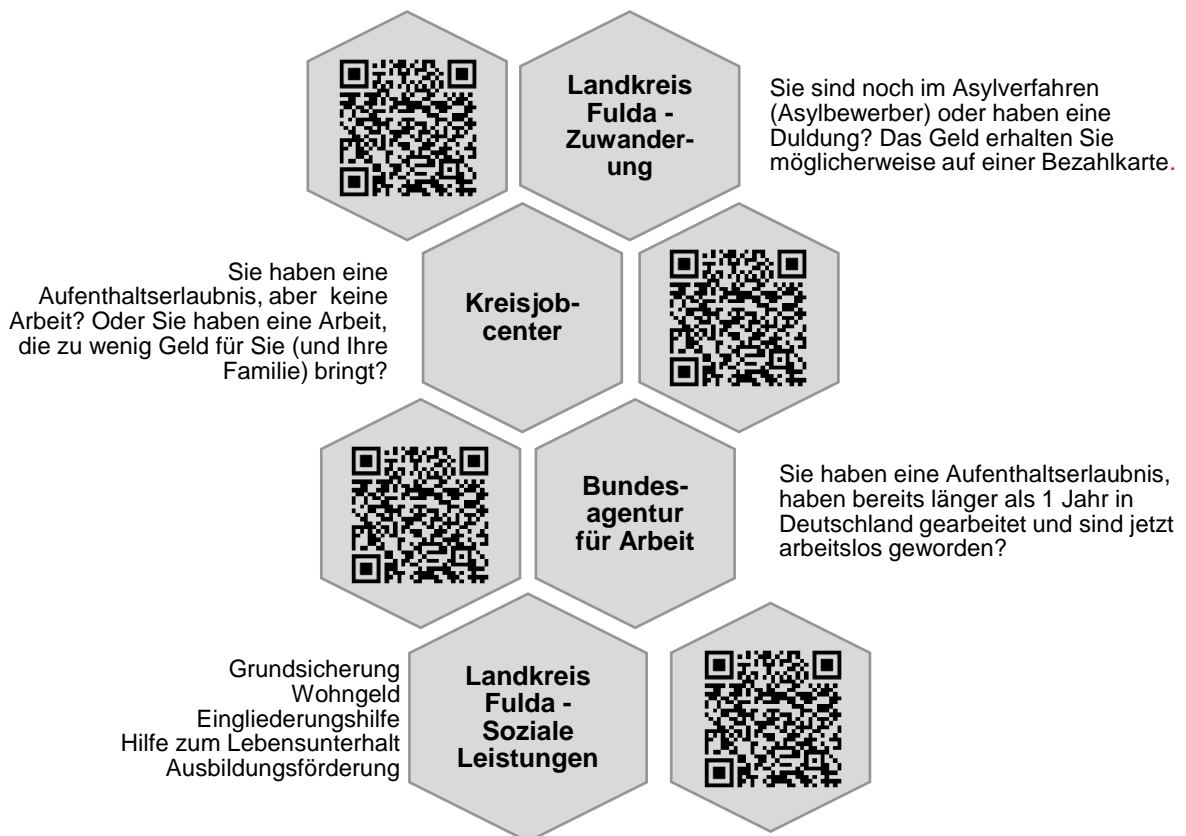 Landkreis
Fulda -
Zuwander-
ung
Sie sind noch im Asylverfahren
(Asylbewerber) oder haben eine
Duldung? Das Geld erhalten Sie
möglicherweise auf einer Bezahlkarte.
Sie haben eine
Aufenthaltserlaubnis, aber keine
Arbeit? Oder Sie haben eine Arbeit,
die zu wenig Geld für Sie (und Ihre
Familie) bringt?
Kreisjob-
center
Bundes-
agentur
für Arbeit
Sie haben eine Aufenthaltserlaubnis,
haben bereits länger als 1 Jahr in
Deutschland gearbeitet und sind jetzt
arbeitslos geworden?
Grundsicherung
Wohngeld
Eingliederungshilfe
Hilfe zum Lebensunterhalt
Ausbildungsförderung
Landkreis
Fulda -
Soziale
Leistungen